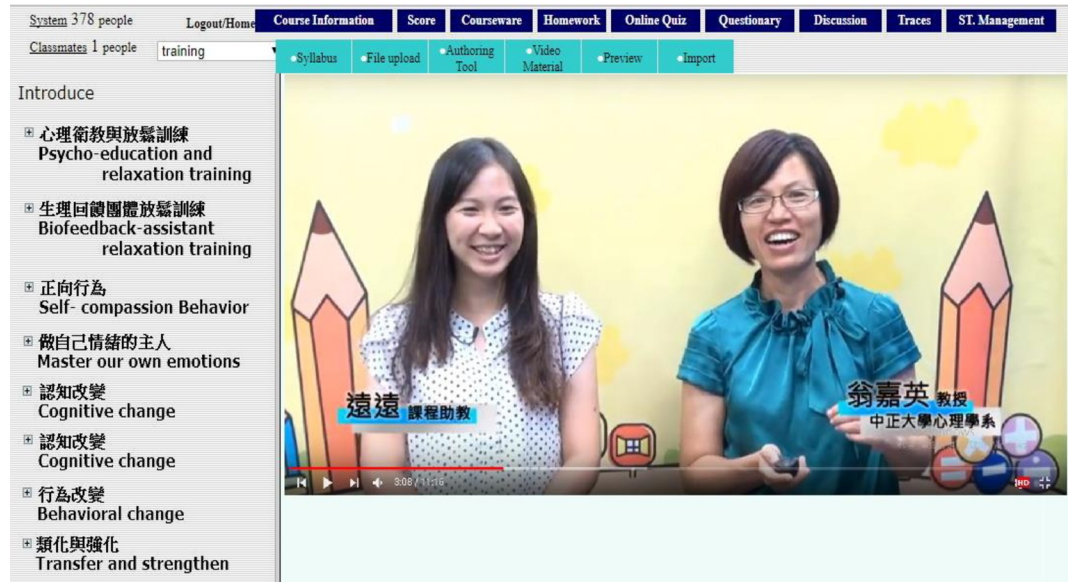 System 378 people
Logout/Home
Course Information
Score
Courseware
Homework
Online Quiz
Questionary
Discussion
Traces
ST. Management
Classmates 1 people
training
Syllabus
File upload
Authoring
Tool
Video
Material
Preview
Import
Introduce
心理衛教與放鬆訓練
Psycho-education and
relaxation training
生理回饋團體放鬆訓練
Biofeedback-assistant
relaxation training
正向行為
Self- compassion Behavior
做自己情緒的主人
Master our own emotions
認知改變
Cognitive change
認知改變
Cognitive change
行為改變
Behavioral change
類化與強化
Transfer and strengthen
遠遠 課程助教
翁嘉英 教授
中正大學心理學系
3:08 / 11:16
HD